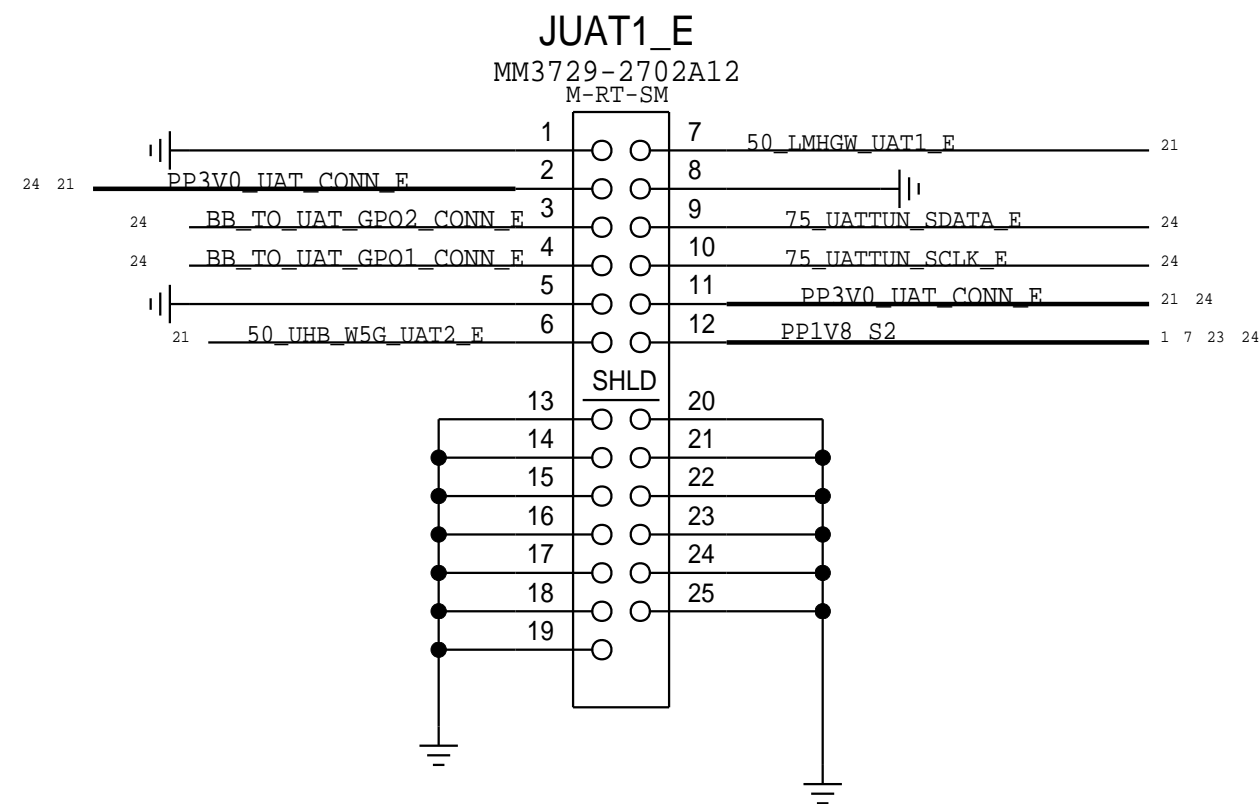 JUAT1_E
MM3729-2702A12
M-RT-SM
1 7 50_LMHGW_UAT1_E 21
24 21 PP3V0_UAT_CONN_E 2 8
24 BB_TO_UAT_GPO2_CONN_E 3 9 75_UATTUN_SDATA_E 24
24 BB_TO_UAT_GPO1_CONN_E 4 10 75_UATTUN_SCLK_E 24
5 11 PP3V0_UAT_CONN_E 21 24
21 50_UHB_W5G_UAT2_E 6 12 PP1V8_S2 1 7 23 24
SHLD
13 20
14 21
15 22
16 23
17 24
18 25
19